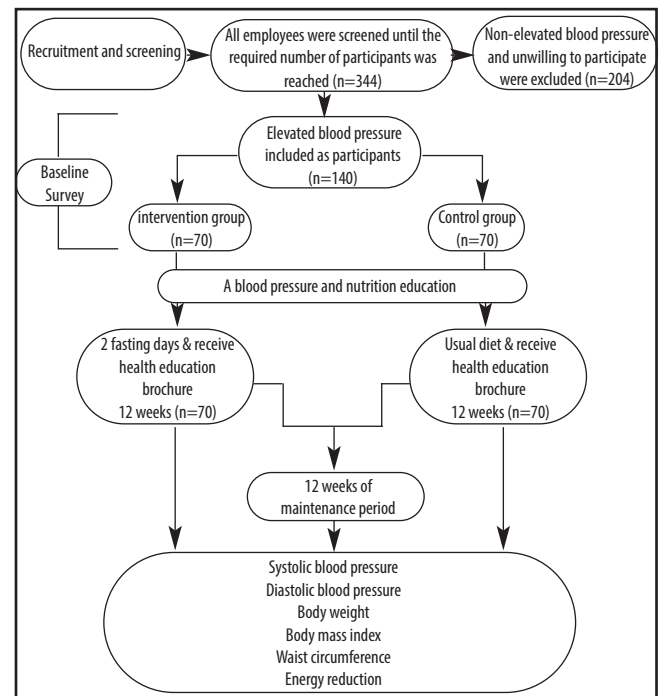 Recruitment and screening
All employees were screened until the
required number of participants was
reached (n=344)
Non-elevated blood pressure
and unwilling to participate
were excluded (n=204)
Elevated blood pressure
included as participants
(n=140)
Baseline
Survey
intervention group
(n=70)
Control group
(n=70)
A blood pressure and nutrition education
2 fasting days & receive
health education
brochure
12 weeks (n=70)
Usual diet & receive
health education
brochure
12 weeks (n=70)
12 weeks of
maintenance period
Systolic blood pressure
Diastolic blood pressure
Body weight
Body mass index
Waist circumference
Energy reduction